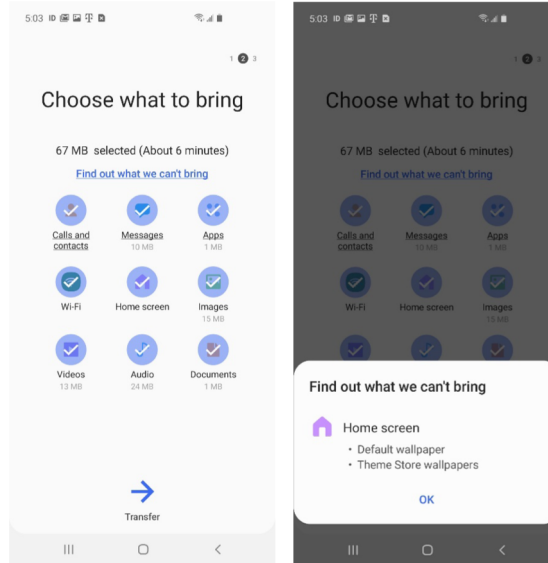 5:03 ID
1 2 3
Choose what to bring
67 MB selected (About 6 minutes)
Find out what we can't bring
Calls and
contacts
Messages
10 MB
Apps
1 MB
Wi-Fi
Home screen
Images
15 MB
Videos
13 MB
Audio
24 MB
Documents
1 MB
Transfer
5:03 ID
1 2 3
Choose what to bring
67 MB selected (About 6 minutes)
Find out what we can't bring
Calls and
contacts
Messages
10 MB
Apps
1 MB
Wi-Fi
Home screen
Images
15 MB
Find out what we can't bring
Home screen
• Default wallpaper
• Theme Store wallpapers
OK